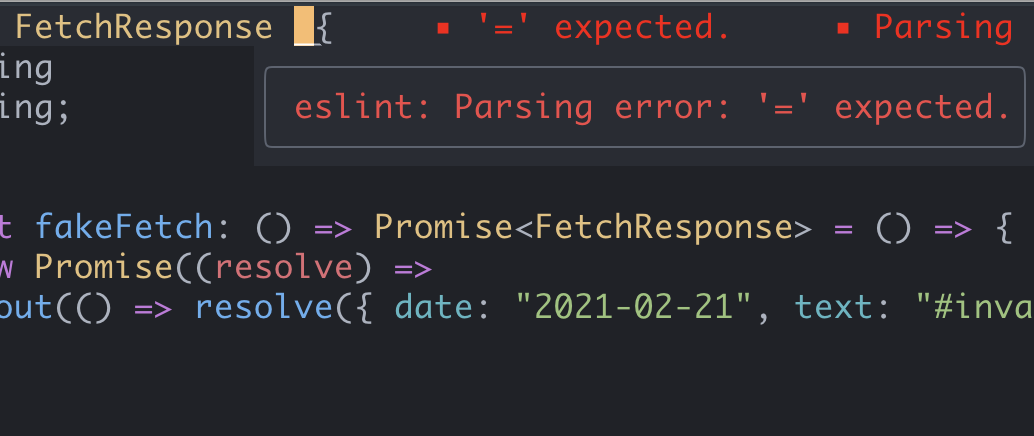 FetchResponse { ▪ '=' expected. ▪ Parsing
ing
ing;
eslint: Parsing error: '=' expected.
t fakeFetch: () => Promise<FetchResponse> = () => {
w Promise((resolve) =>
out(() => resolve({ date: "2021-02-21", text: "#inva